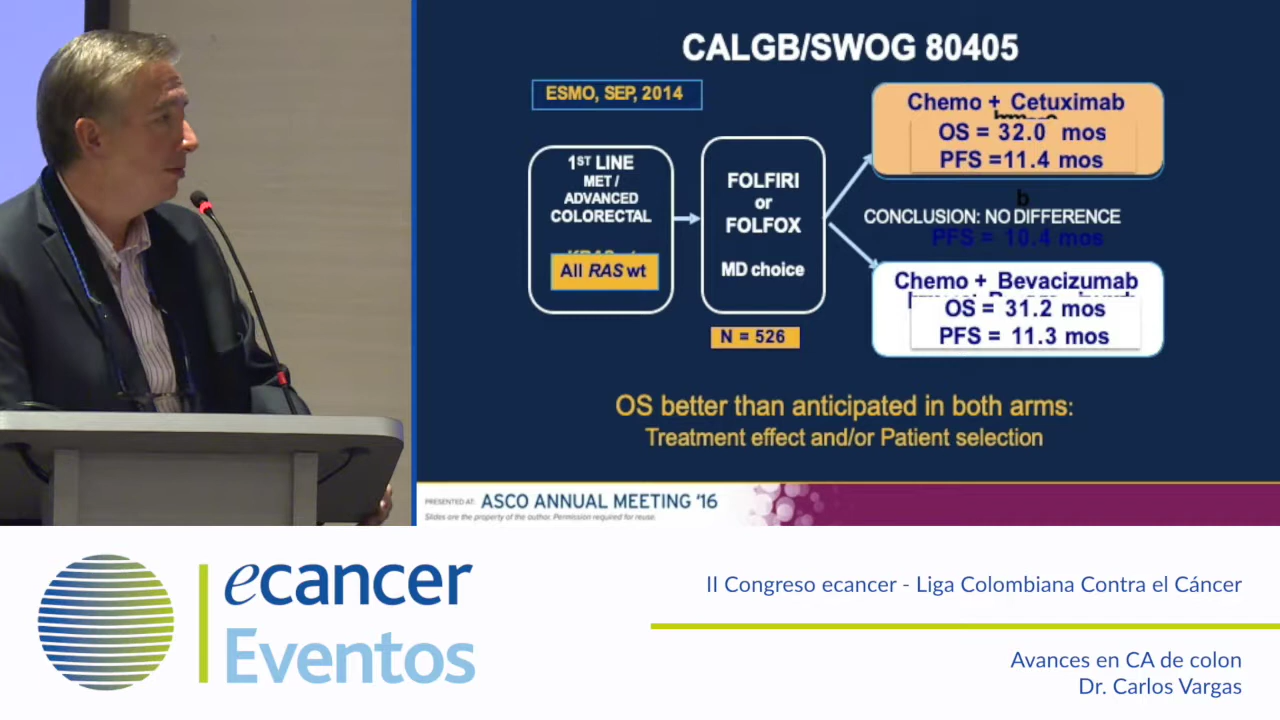 CALGB/SWOG 80405
ESMO, SEP, 2014
1ST LINE
MET /
ADVANCED
COLORECTAL
All RAS wt
FOLFIRI
or
FOLFOX
MD choice
N = 526
Chemo + Cetuximab
OS = 32.0 mos
PFS =11.4 mos
b
CONCLUSION: NO DIFFERENCE
PFS = 10.4 mos
Chemo + Bevacizumab
OS = 31.2 mos
PFS = 11.3 mos
OS better than anticipated in both arms:
Treatment effect and/or Patient selection
PRESENTED AT: ASCO ANNUAL MEETING '16
Slides are the property of the author. Permission required for reuse.
ecancer
Eventos
II Congreso ecancer - Liga Colombiana Contra el Cáncer
Avances en CA de colon
Dr. Carlos Vargas